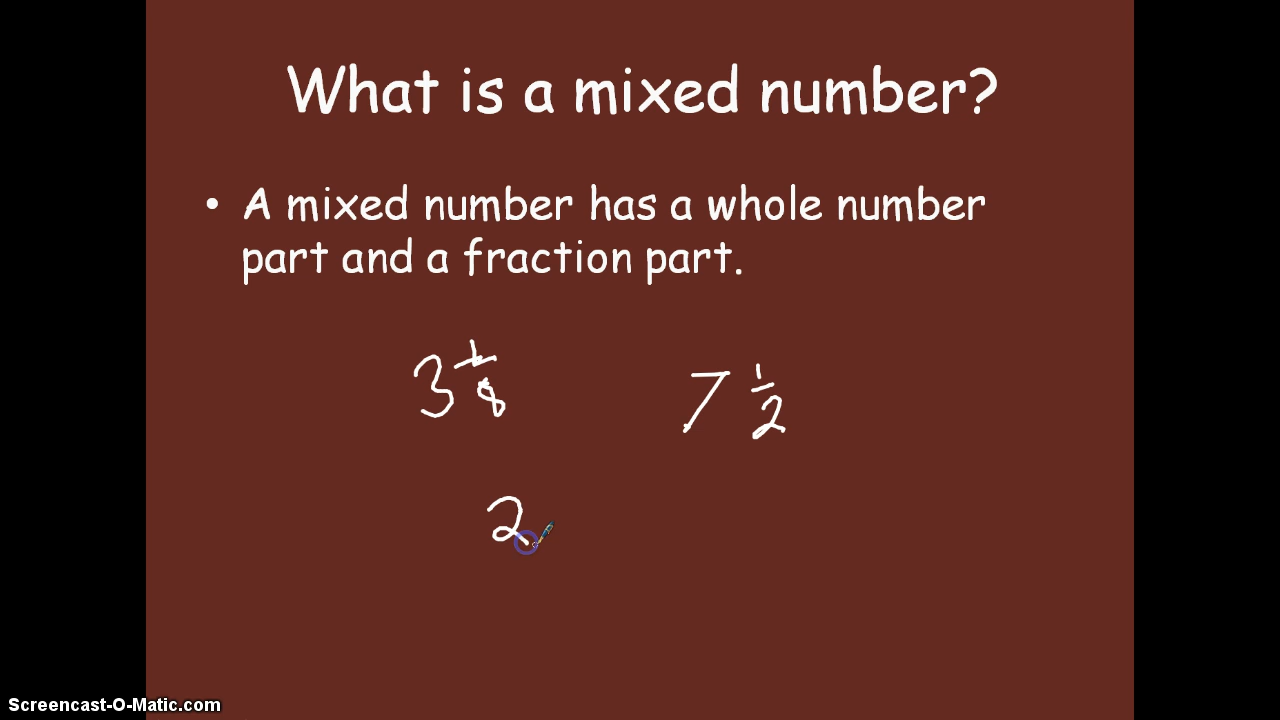 What is a mixed number?
• A mixed number has a whole number
part and a fraction part.
3 1/8 7 1/2
2
Screencast-O-Matic.com